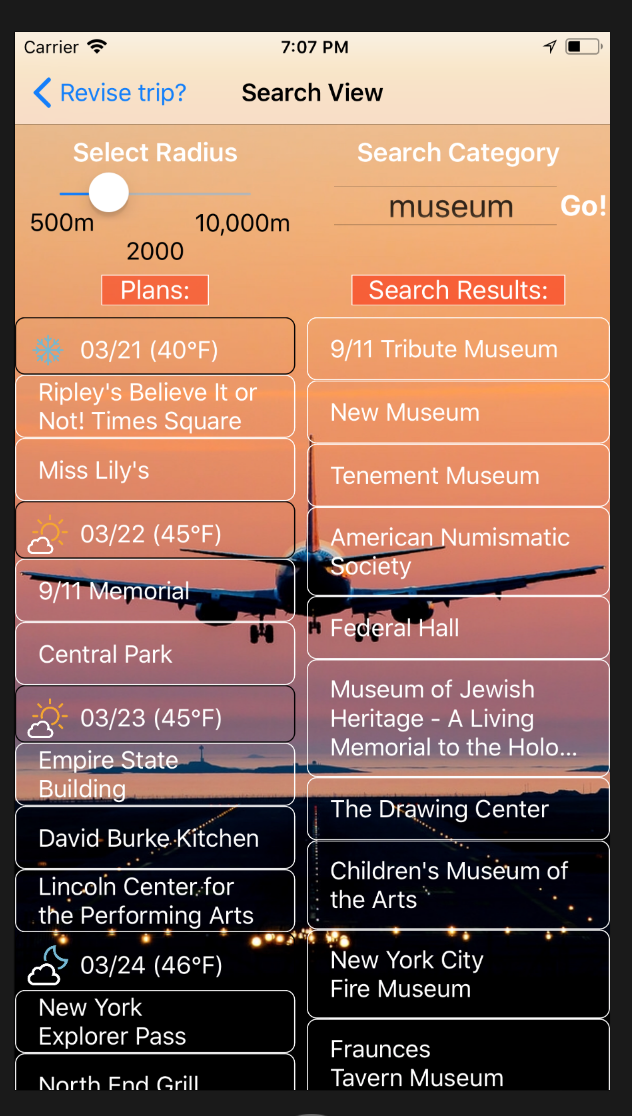 Carrier 7:07 PM
Revise trip? Search View
Select Radius
500m 10,000m
2000
Search Category
museum Go!
Plans:
03/21 (40°F)
Ripley's Believe It or
Not! Times Square
Miss Lily's
03/22 (45°F)
9/11 Memorial
Central Park
03/23 (45°F)
Empire State
Building
David Burke Kitchen
Lincoln Center for
the Performing Arts
03/24 (46°F)
New York
Explorer Pass
North End Grill
Search Results:
9/11 Tribute Museum
New Museum
Tenement Museum
American Numismatic
Society
Federal Hall
Museum of Jewish
Heritage - A Living
Memorial to the Holo...
The Drawing Center
Children's Museum of
the Arts
New York City
Fire Museum
Fraunces
Tavern Museum